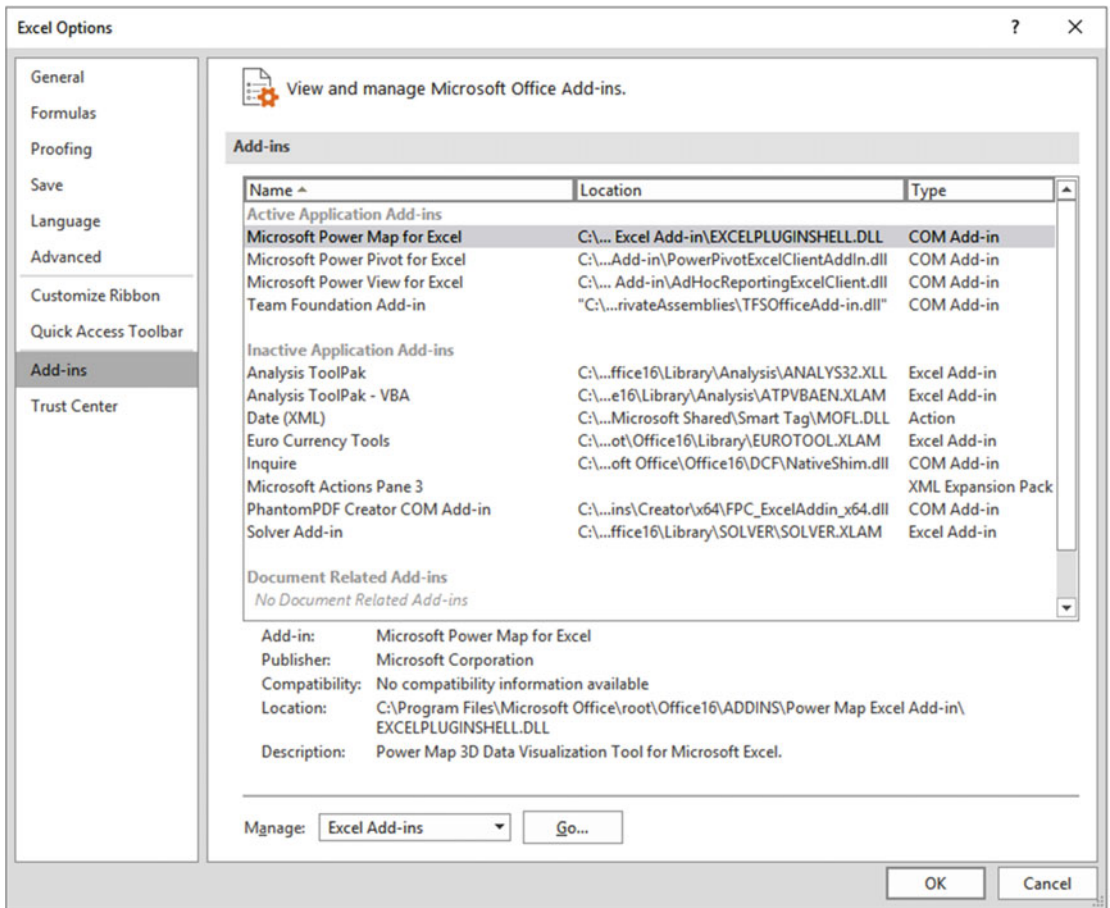 Excel Options ?
General
Formulas
Proofing
Save
Language
Advanced
Customize Ribbon
Quick Access Toolbar
Add-ins
Trust Center
View and manage Microsoft Office Add-ins.
Add-ins
Name Location Type
Active Application Add-ins
Microsoft Power Map for Excel C:\... Excel Add-in\EXCELPLUGINSHELL.DLL COM Add-in
Microsoft Power Pivot for Excel C:\...Add-in\PowerPivotExcelClientAddIn.dll COM Add-in
Microsoft Power View for Excel C:\... Add-in\AdHocReportingExcelClient.dll COM Add-in
Team Foundation Add-in "C:\...rivateAssemblies\TFSOfficeAdd-in.dll" COM Add-in
Inactive Application Add-ins
Analysis ToolPak C:\...ffice16\Library\Analysis\ANALYS32.XLL Excel Add-in
Analysis ToolPak - VBA C:\...e16\Library\Analysis\ATPVBAEN.XLAM Excel Add-in
Date (XML) C:\...Microsoft Shared\Smart Tag\MOFL.DLL Action
Euro Currency Tools C:\...ot\Office16\Library\EUROTOOL.XLAM Excel Add-in
Inquire C:\...oft Office\Office16\DCF\NativeShim.dll COM Add-in
Microsoft Actions Pane 3 XML Expansion Pack
PhantomPDF Creator COM Add-in C:\...ins\Creator\x64\FPC_ExcelAddin_x64.dll COM Add-in
Solver Add-in C:\...ffice16\Library\SOLVER\SOLVER.XLAM Excel Add-in
Document Related Add-ins
No Document Related Add-ins
Add-in: Microsoft Power Map for Excel
Publisher: Microsoft Corporation
Compatibility: No compatibility information available
Location: C:\Program Files\Microsoft Office\root\Office16\ADDINS\Power Map Excel Add-in\
EXCELPLUGINSHELL.DLL
Description: Power Map 3D Data Visualization Tool for Microsoft Excel.
Manage: Excel Add-ins Go...
OK Cancel